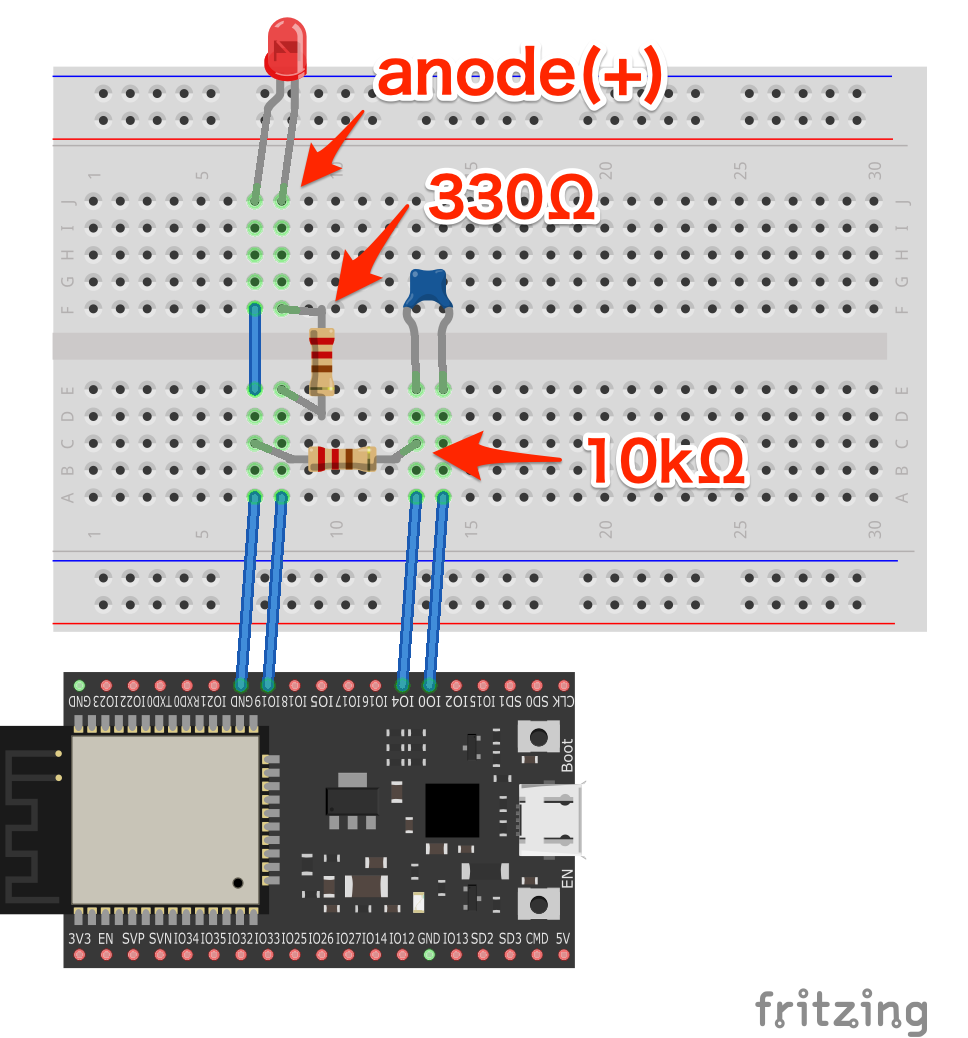 anode(+)
330Ω
1 5 10 15 20 25 30
J J
I I
H H
G G
F F
E E
D D
C C
10kΩ
B B
A A
1 5 10 15 20 25 30
GND IO23 IO22 TXD0 RXD0 IO21 GND IO19 IO18 IO5 IO17 IO16 IO4 IO0 IO2 IO15 SD1 SD0 CLK
Boot
EN
3V3 EN SVP SVN IO34 IO35 IO32 IO33 IO25 IO26 IO27 IO14 IO12 GND IO13 SD2 SD3 CMD 5V
fritzing